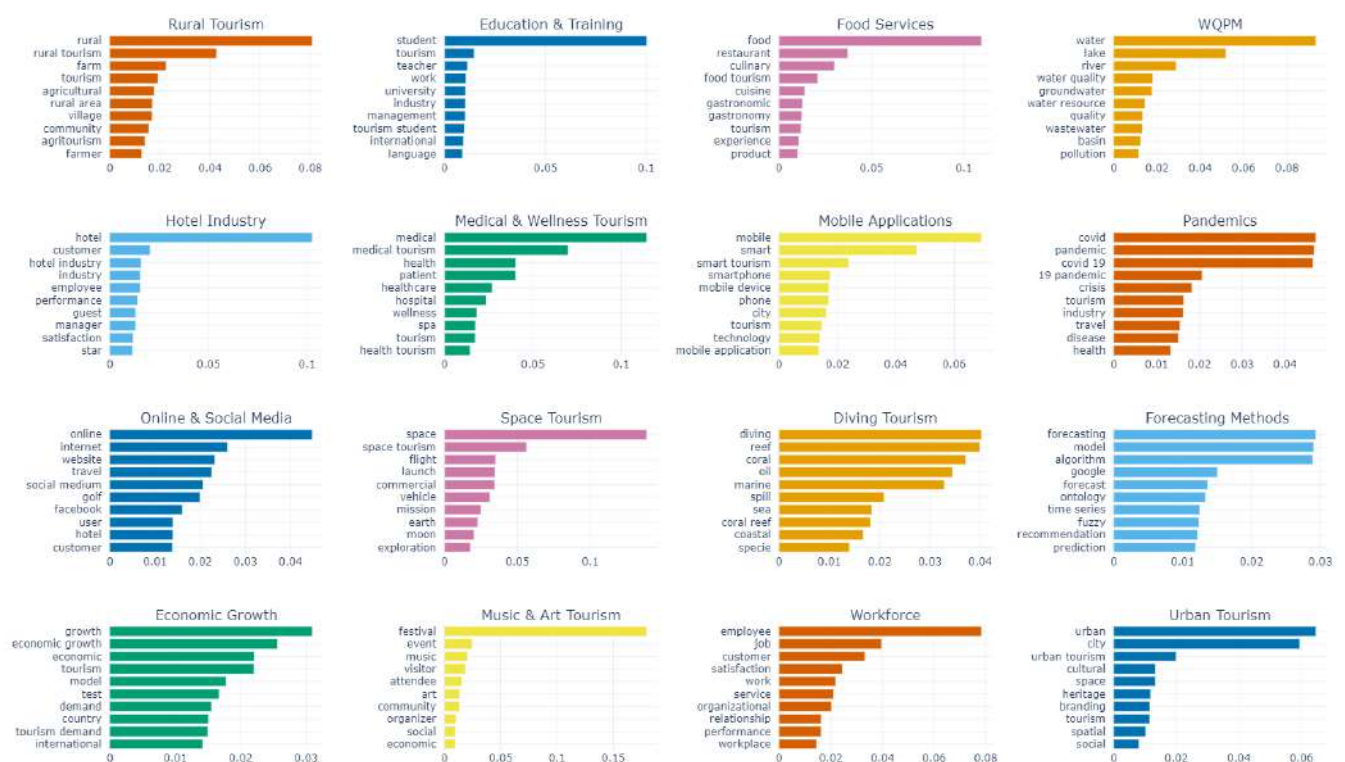 Rural Tourism
rural
rural tourism
farm
tourism
agricultural
rural area
village
community
agritourism
farmer
0 0.02 0.04 0.06 0.08
Education & Training
student
tourism
teacher
work
university
industry
management
tourism student
international
language
0 0.05 0.1
Food Services
food
restaurant
culinary
food tourism
cuisine
gastronomic
gastronomy
tourism
experience
product
0 0.05 0.1
WQPM
water
lake
river
water quality
groundwater
water resource
quality
wastewater
basin
pollution
0 0.02 0.04 0.06 0.08
Hotel Industry
hotel
customer
hotel industry
industry
employee
performance
guest
manager
satisfaction
star
0 0.05 0.1
Medical & Wellness Tourism
medical
medical tourism
health
patient
healthcare
hospital
wellness
spa
tourism
health tourism
0 0.02 0.04 0.06 0.08 0.1
Mobile Applications
mobile
smart
smart tourism
smartphone
mobile device
phone
city
tourism
technology
mobile application
0 0.02 0.04 0.06
Pandemics
covid
pandemic
covid 19
19 pandemic
crisis
tourism
industry
travel
disease
health
0 0.01 0.02 0.03 0.04
Online & Social Media
online
internet
website
travel
social medium
golf
facebook
user
hotel
customer
0 0.01 0.02 0.03 0.04
Space Tourism
space
space tourism
flight
launch
commercial
vehicle
mission
earth
moon
exploration
0 0.05 0.1
Diving Tourism
diving
reef
coral
oil
marine
spill
sea
coral reef
coastal
specie
0 0.01 0.02 0.03 0.04
Forecasting Methods
forecasting
model
algorithm
google
forecast
ontology
time series
fuzzy
recommendation
prediction
0 0.01 0.02 0.03
Economic Growth
growth
economic growth
economic
tourism
model
test
demand
country
tourism demand
international
0 0.01 0.02 0.03
Music & Art Tourism
festival
event
music
visitor
attendee
art
community
organizer
social
economic
0 0.05 0.1 0.15
Workforce
employee
job
customer
satisfaction
work
service
organizational
relationship
performance
workplace
0 0.02 0.04 0.06 0.08
Urban Tourism
urban
city
urban tourism
cultural
space
heritage
branding
tourism
spatial
social
0 0.02 0.04 0.06